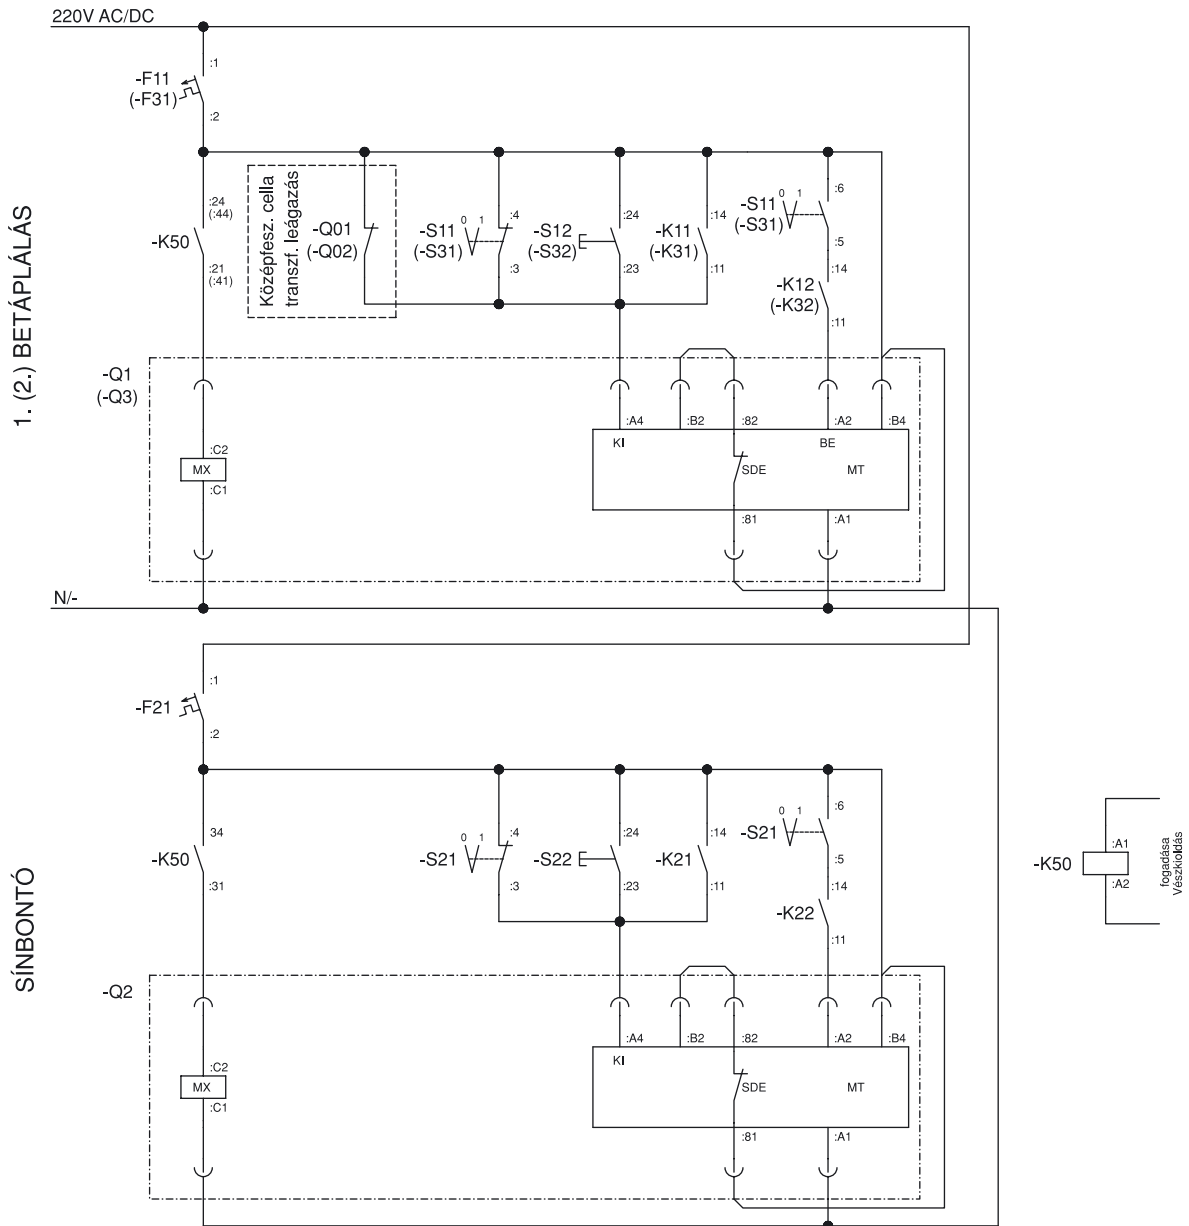 220V AC/DC
:1
-F11
(-F31)
:2
1. (2.) BETÁPLÁLÁS
:24
(:44)
-K50
:21
(:41)
Középfesz. cella
transzf. leágazás
-Q01
(-Q02)
0 1
:4
-S11
(-S31)
:3
:24
-S12
(-S32)
:23
:14
-K11
(-K31)
:11
:6
0 1
-S11
(-S31)
:5
:14
-K12
(-K32)
:11
-Q1
(-Q3)
:A4
:B2
:82
:A2
:B4
KI
BE
:C2
MX
:C1
SDE
MT
:81
:A1
N/-
:1
-F21
:2
SÍNBONTÓ
34
-K50
:31
0 1
:4
-S21
:3
:24
-S22
:23
:14
-K21
:11
:6
0 1
-S21
:5
:14
-K22
:11
-K50
:A1
:A2
fogadása
Vészkioldás
-Q2
:A4
:B2
:82
:A2
:B4
KI
:C2
MX
:C1
SDE
MT
:81
:A1